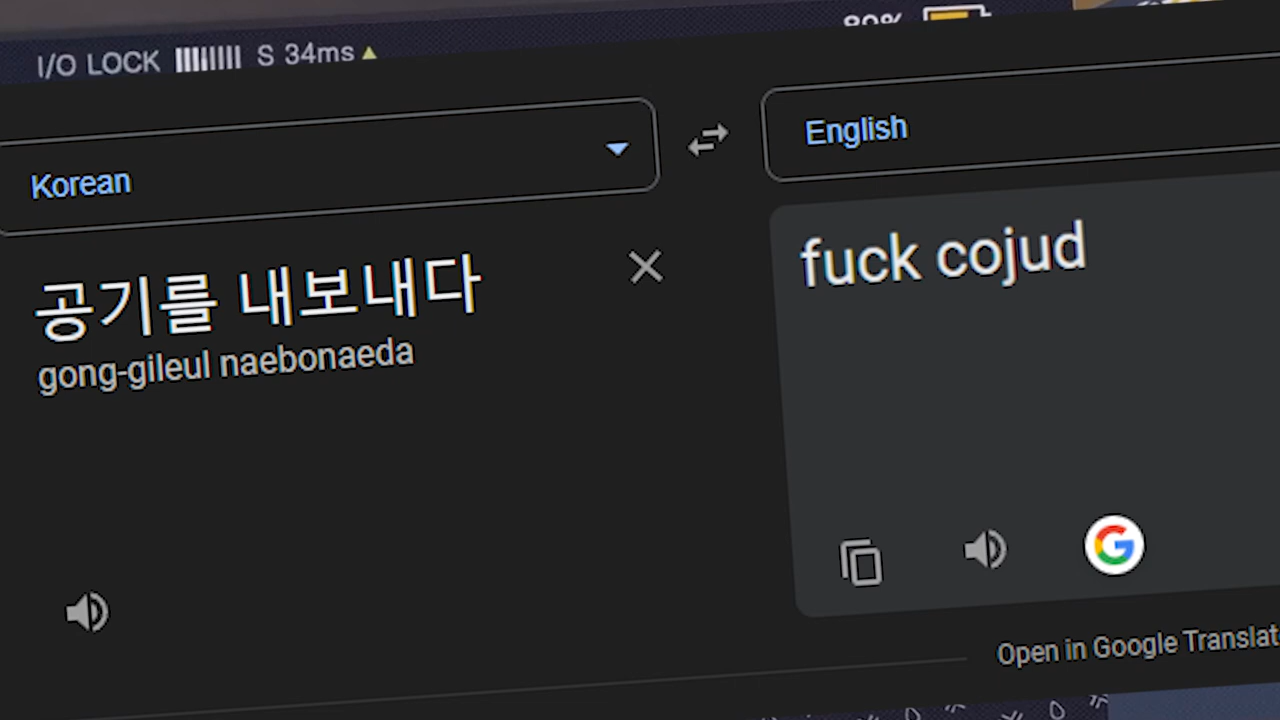 I/O LOCK S 34ms
Korean
English
공기를 내보내다
gong-gileul naebonaeda
fuck cojud
Open in Google